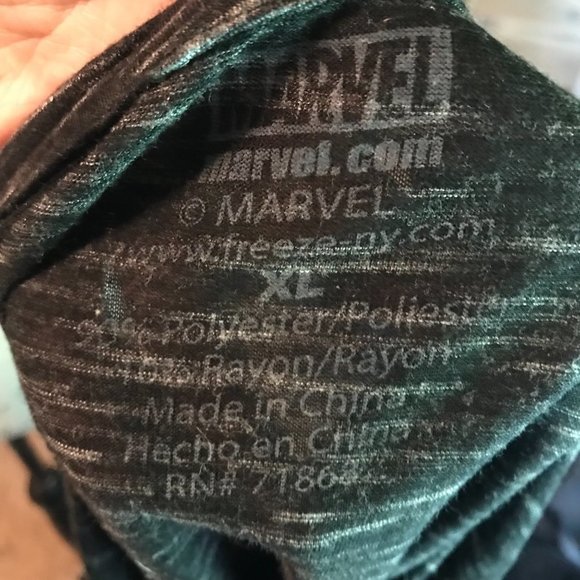 MARVEL
marvel.com
© MARVEL
www.freeze-ny.com
XL
Polyester/Poliester
Rayon/Rayon
Made in China
Hecho en China
RN#